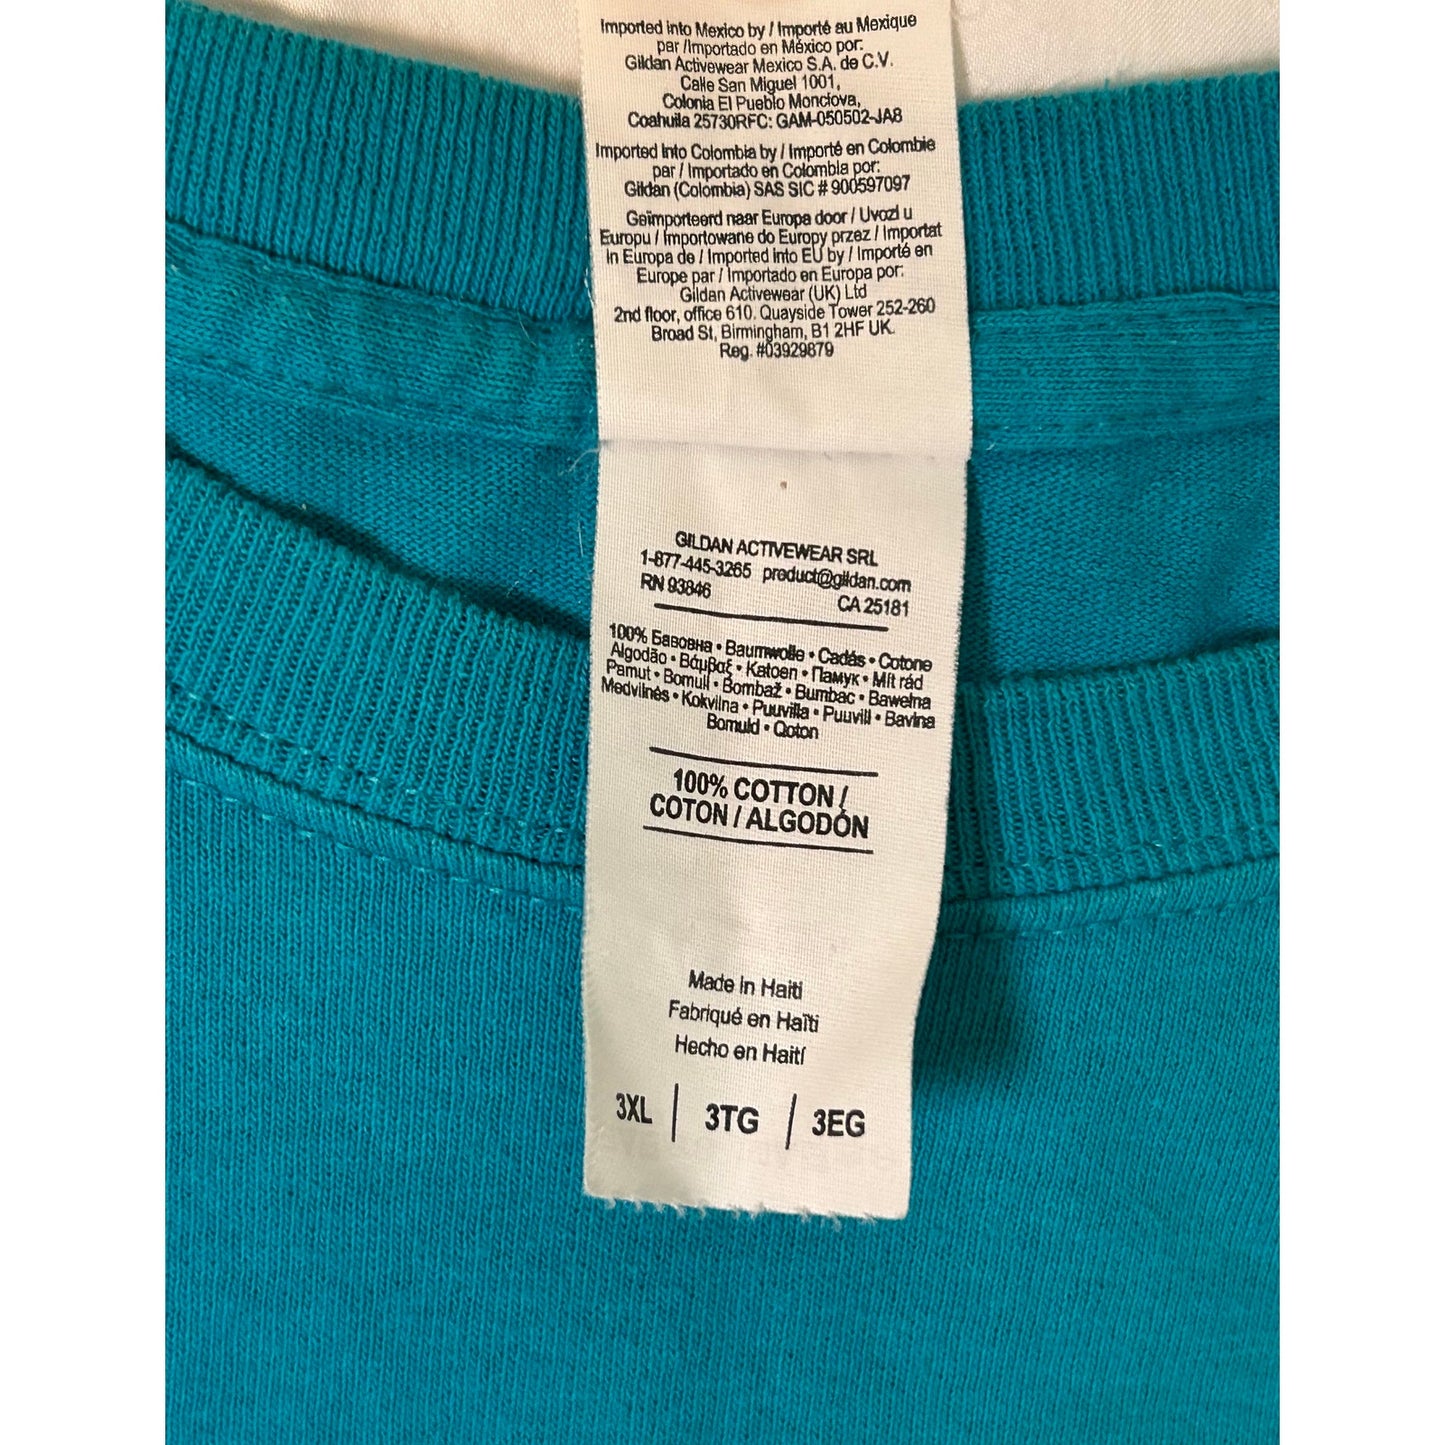 Imported into Mexico by / Importé au Mexique
par /Importado en México por:
Gildan Activewear Mexico S.A. de C.V.
Calle San Miguel 1001,
Colonia El Pueblo Monclova,
Coahuila 25730RFC: GAM-050502-JA8
Imported into Colombia by / Importé en Colombie
par / Importado en Colombia por:
Gildan (Colombia) SAS SIC # 900597097
Geïmporteerd naar Europa door / Uvozí u
Europu / Importowane do Europy przez / Importat
în Europa de / Imported into EU by / Importé en
Europe par / Importado en Europa por:
Gildan Activewear (UK) Ltd
2nd floor, office 610. Quayside Tower 252-260
Broad St, Birmingham, B1 2HF UK.
Reg. #03929879
GILDAN ACTIVEWEAR SRL
1-877-445-3265 product@gildan.com
RN 93846 CA 25181
100% Бавовна • Baumwolle • Cadás • Cotone
Algodão • Βάμβαξ • Katoen • Памук • Mít rád
Pamut • Bomull • Bombaž • Bumbac • Bawełna
Medvilnės • Kokvilna • Puuvilla • Puuvill • Bavlna
Bomuld • Qoton
100% COTTON /
COTON / ALGODÓN
Made in Haiti
Fabriqué en Haïti
Hecho en Haití
3XL | 3TG | 3EG